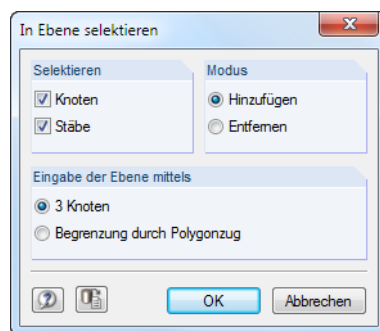 In Ebene selektieren
Selektieren
Knoten
Stäbe
Modus
Hinzufügen
Entfernen
Eingabe der Ebene mittels
3 Knoten
Begrenzung durch Polygonzug
OK
Abbrechen